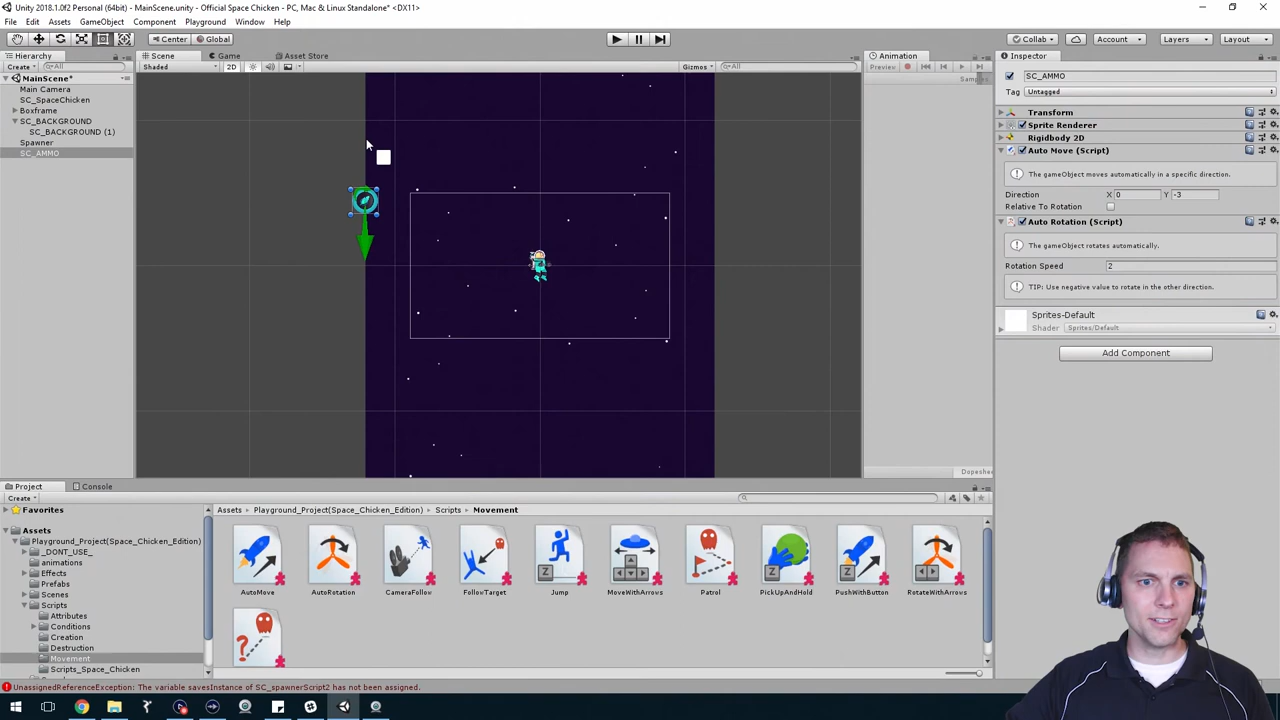 Unity 2018.1.0f2 Personal (64bit) - MainScene.unity - Official Space Chicken - PC, Mac & Linux Standalone* <DX11>
File Edit Assets GameObject Component Playground Window Help
Center Global Collab Account Layers Layout
Hierarchy Scene Game Asset Store Animation Inspector
Create All Shaded 2D Gizmos All Preview
MainScene*
Main Camera
SC_SpaceChicken
Boxframe
SC_BACKGROUND
SC_BACKGROUND (1)
Spawner
SC_AMMO
SC_AMMO
Tag Untagged
Transform
Sprite Renderer
Rigidbody 2D
Auto Move (Script)
The gameObject moves automatically in a specific direction.
Direction X 0 Y -3
Relative To Rotation
Auto Rotation (Script)
The gameObject rotates automatically.
Rotation Speed 2
TIP: Use negative value to rotate in the other direction.
Sprites-Default
Shader Sprites/Default
Add Component
Project Console
Create
Favorites
Assets
Playground_Project(Space_Chicken_Edition)
_DONT_USE_
animations
Effects
Prefabs
Scenes
Scripts
Attributes
Conditions
Creation
Destruction
Movement
Scripts_Space_Chicken
Assets Playground_Project(Space_Chicken_Edition) Scripts Movement
AutoMove AutoRotation CameraFollow FollowTarget Jump MoveWithArrows Patrol PickUpAndHold PushWithButton RotateWithArrows
Z Z Z
?
UnassignedReferenceException: The variable savesInstance of SC_spawnerScript2 has not been assigned.